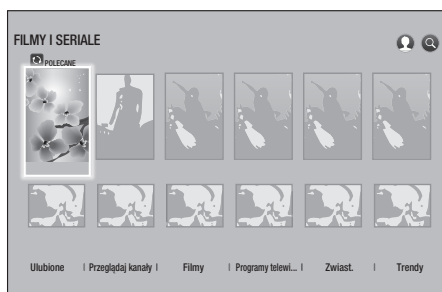 FILMY I SERIALE
POLECANE
Ulubione | Przeglądaj kanały | Filmy | Programy telewi... | Zwiast. | Trendy